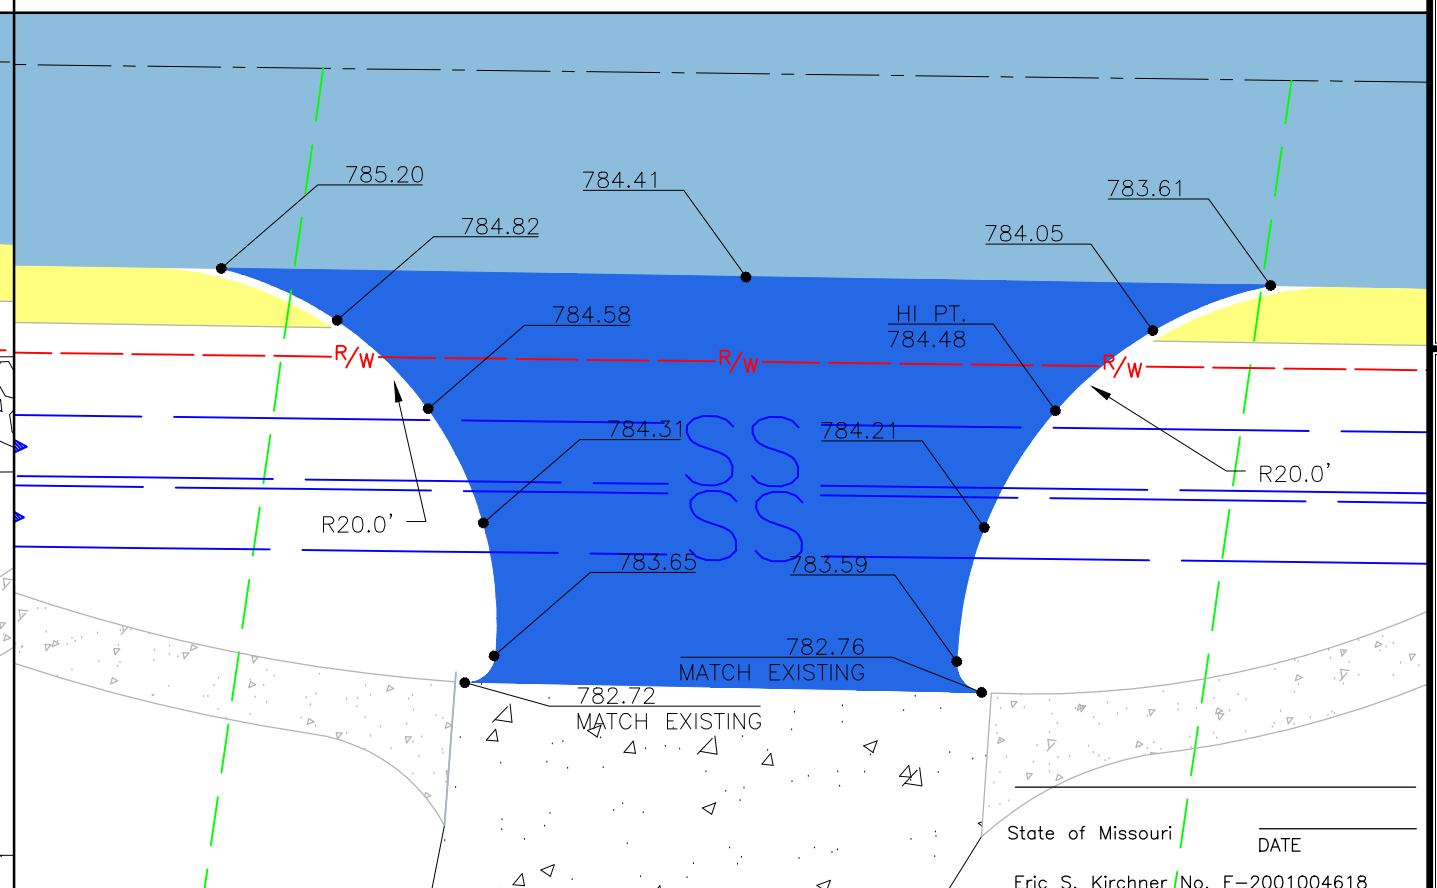 785.20
784.41
783.61
784.82
784.05
784.58
HI PT.
784.48
R/W
R/W
R/W
784.31
784.21
SS
R20.0'
R20.0'
SS
783.65
783.59
782.76
MATCH EXISTING
782.72
MATCH EXISTING
State of Missouri
DATE
Eric S. Kirchner No. E-2001004618